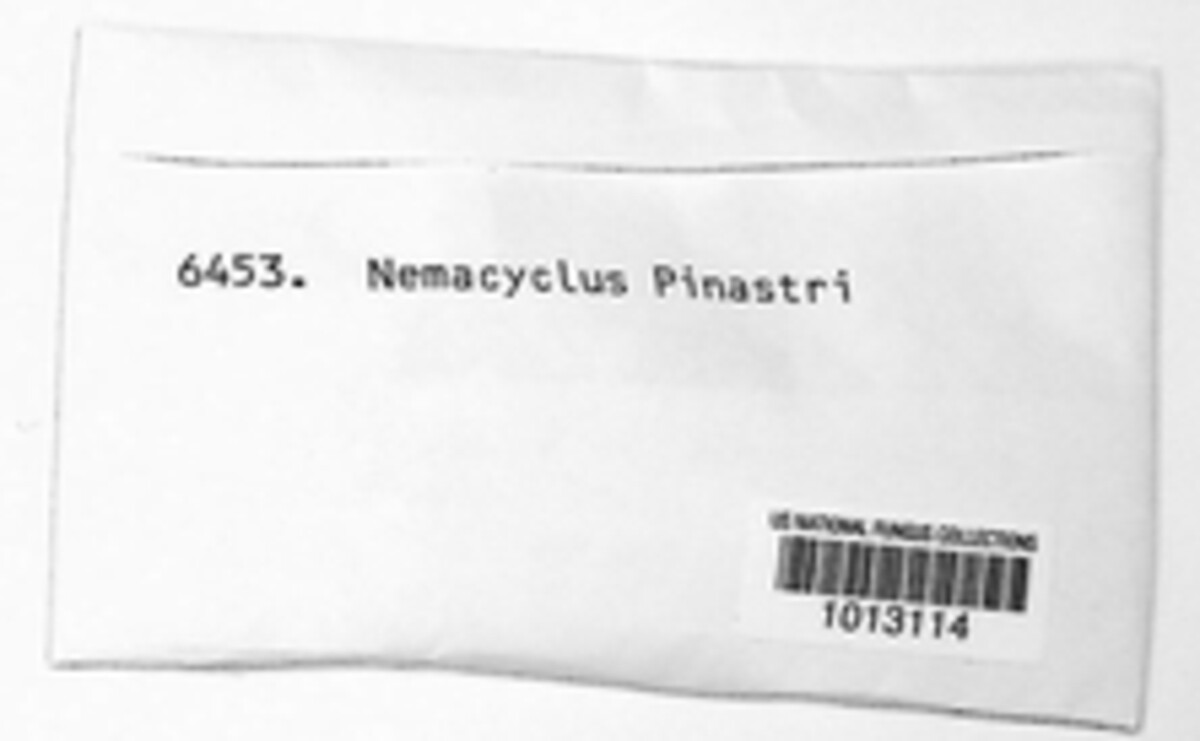 6453. Nemacyclus Pinastri
US NATIONAL FUNGUS COLLECTIONS
1013114